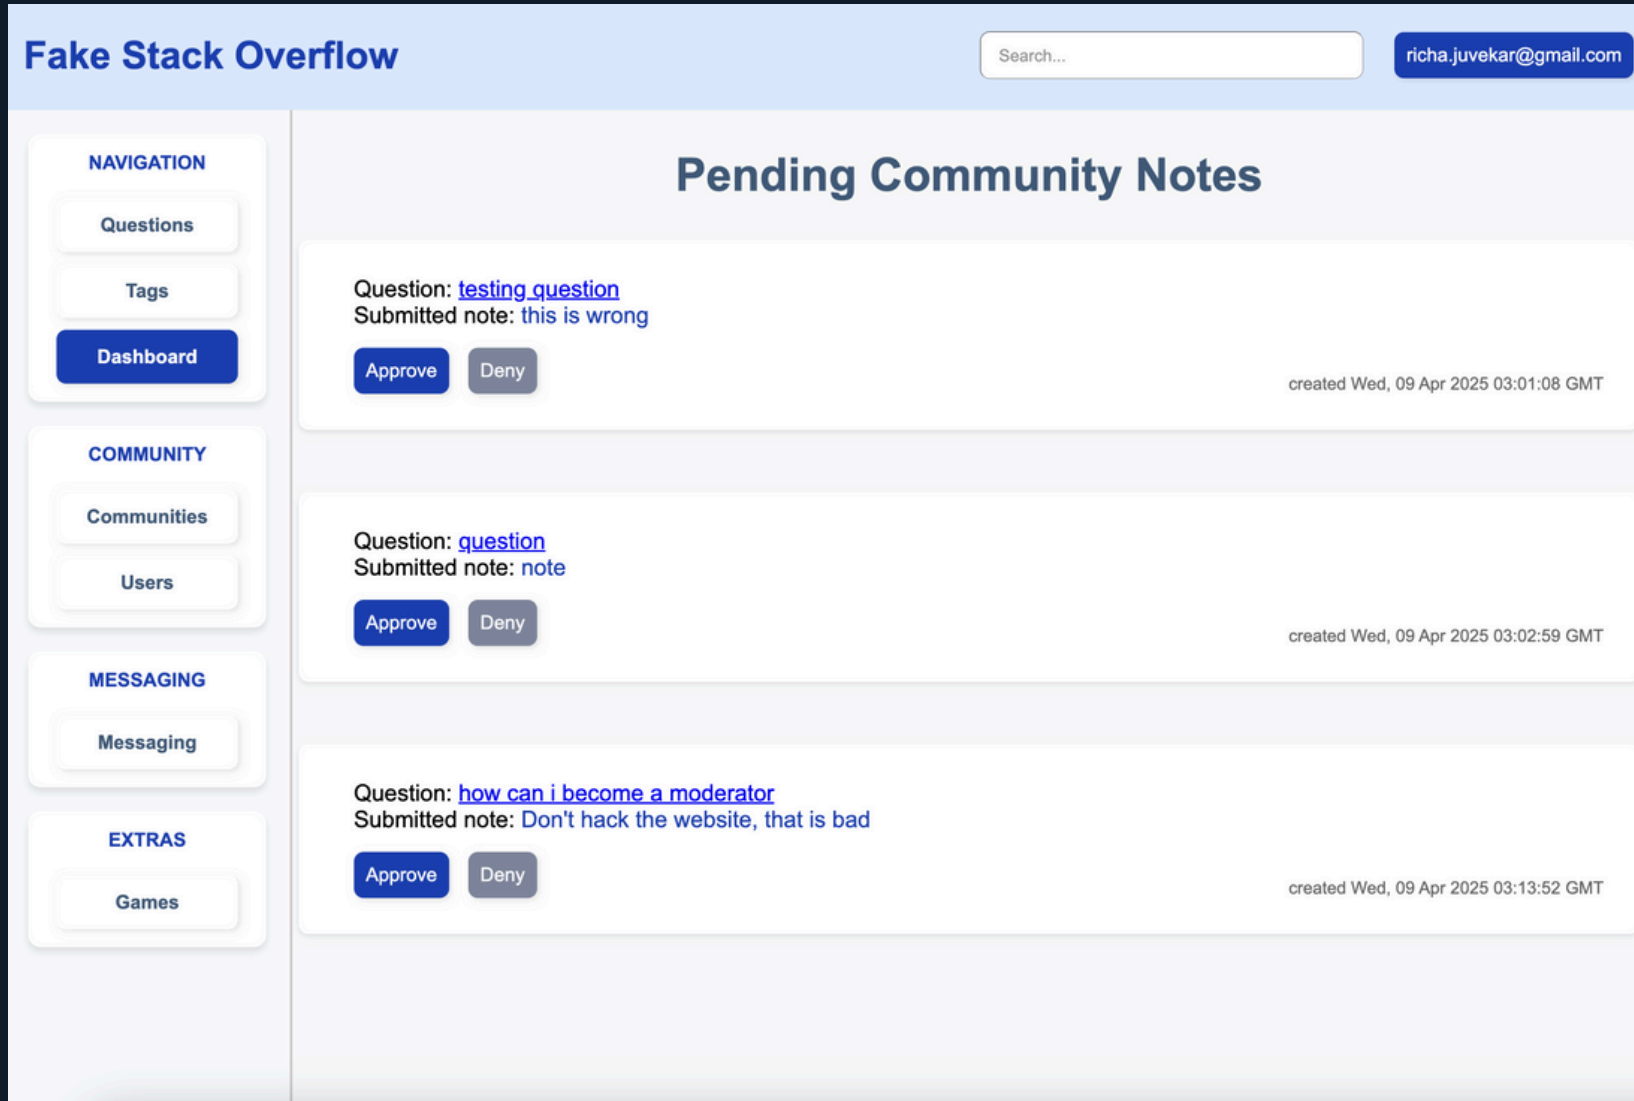 Fake Stack Overflow
Search...
richa.juvekar@gmail.com
NAVIGATION
Questions
Tags
Dashboard
COMMUNITY
Communities
Users
MESSAGING
Messaging
EXTRAS
Games
Pending Community Notes
Question: testing question
Submitted note: this is wrong
Approve Deny
created Wed, 09 Apr 2025 03:01:08 GMT
Question: question
Submitted note: note
Approve Deny
created Wed, 09 Apr 2025 03:02:59 GMT
Question: how can i become a moderator
Submitted note: Don't hack the website, that is bad
Approve Deny
created Wed, 09 Apr 2025 03:13:52 GMT